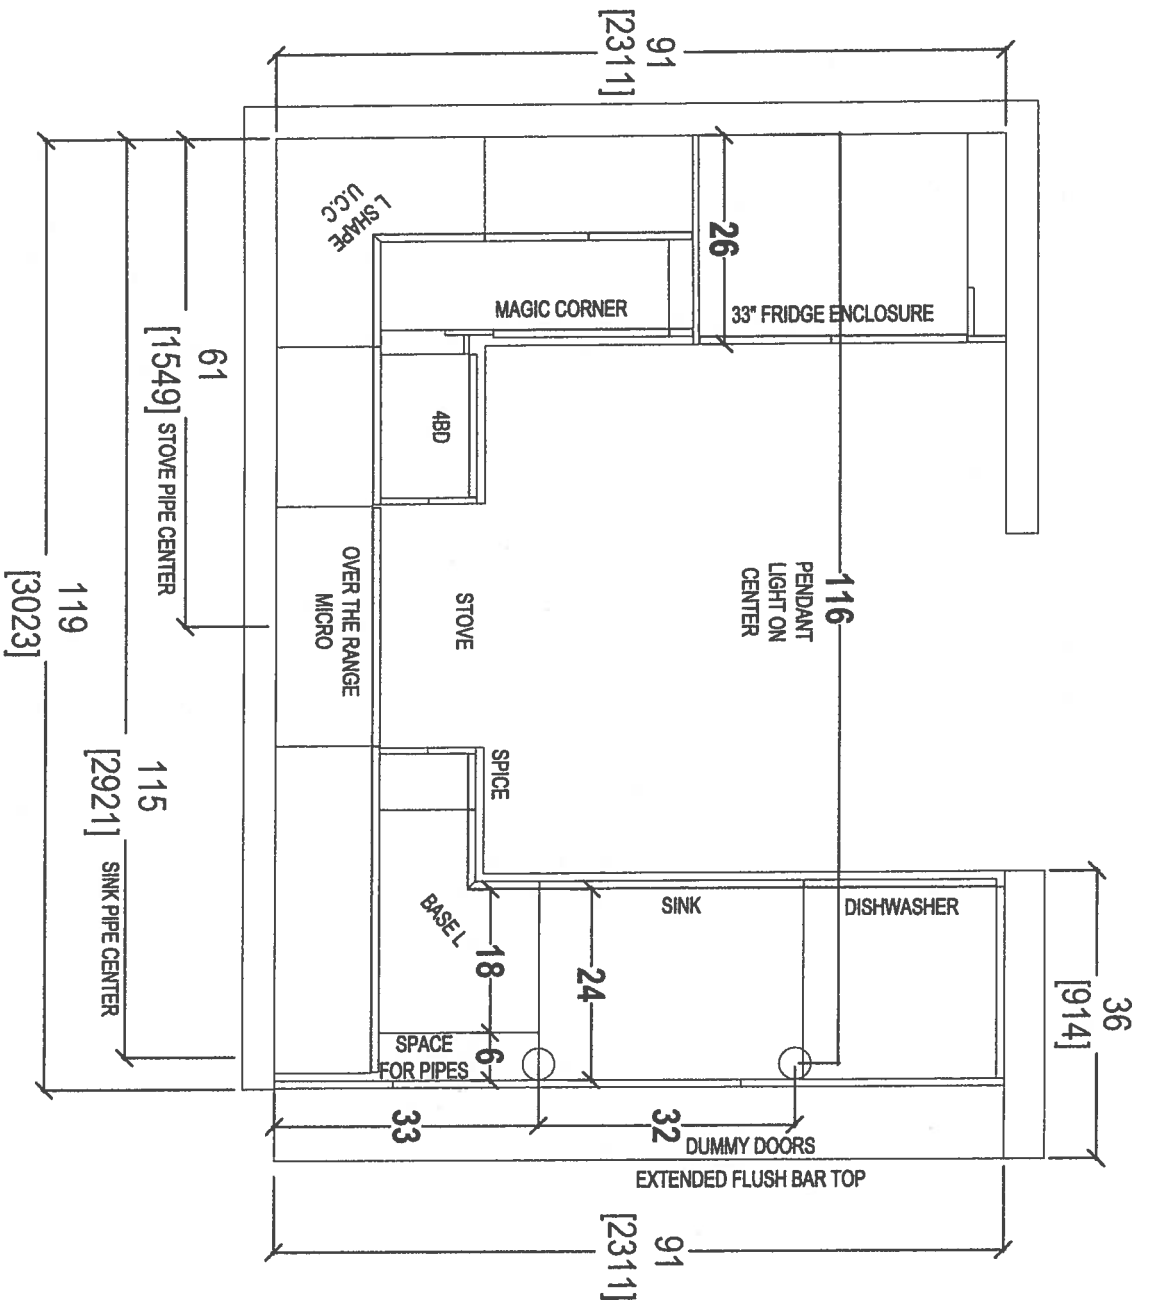 91
[2311]
L SHAPE
U.C.C
26
MAGIC CORNER
33" FRIDGE ENCLOSURE
61
[1549]
STOVE PIPE CENTER
4BD
OVER THE RANGE
MICRO
STOVE
116
PENDANT
LIGHT ON
CENTER
119
[3023]
115
[2921]
SINK PIPE CENTER
SPICE
BASE L
18
24
SINK
DISHWASHER
36
[914]
SPACE
FOR PIPES
6
33
32
DUMMY DOORS
EXTENDED FLUSH BAR TOP
91
[2311]